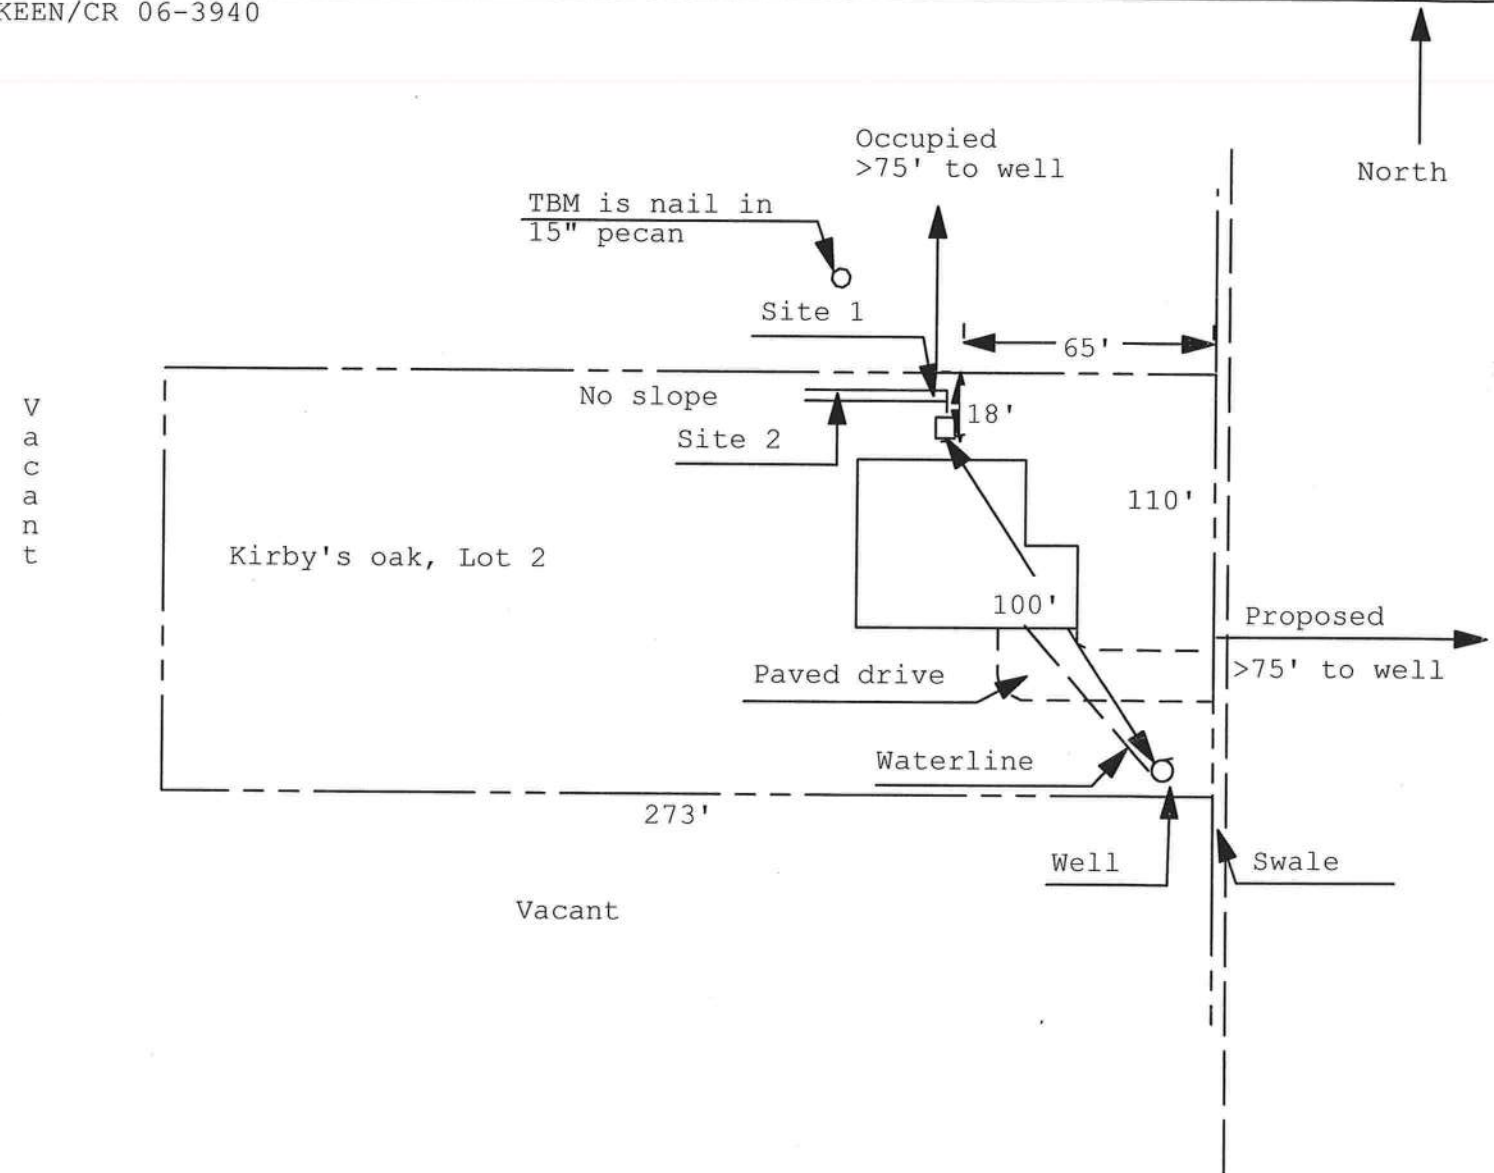 KEEN/CR 06-3940
North
Occupied
>75' to well
TBM is nail in
15" pecan
Site 1
65'
No slope
18'
Site 2
Vacant
110'
Kirby's oak, Lot 2
100'
Proposed
>75' to well
Paved drive
Waterline
273'
Well
Swale
Vacant